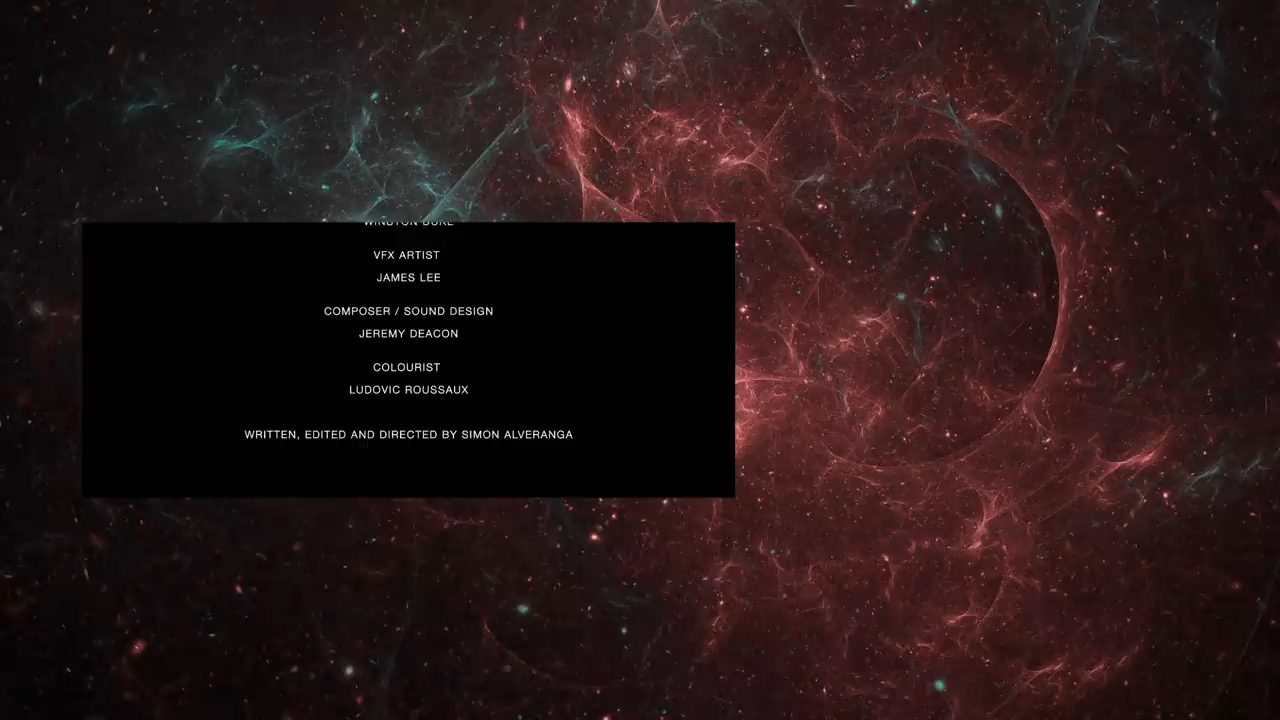 VFX ARTIST
JAMES LEE
COMPOSER / SOUND DESIGN
JEREMY DEACON
COLOURIST
LUDOVIC ROUSSAUX
WRITTEN, EDITED AND DIRECTED BY SIMON ALVERANGA